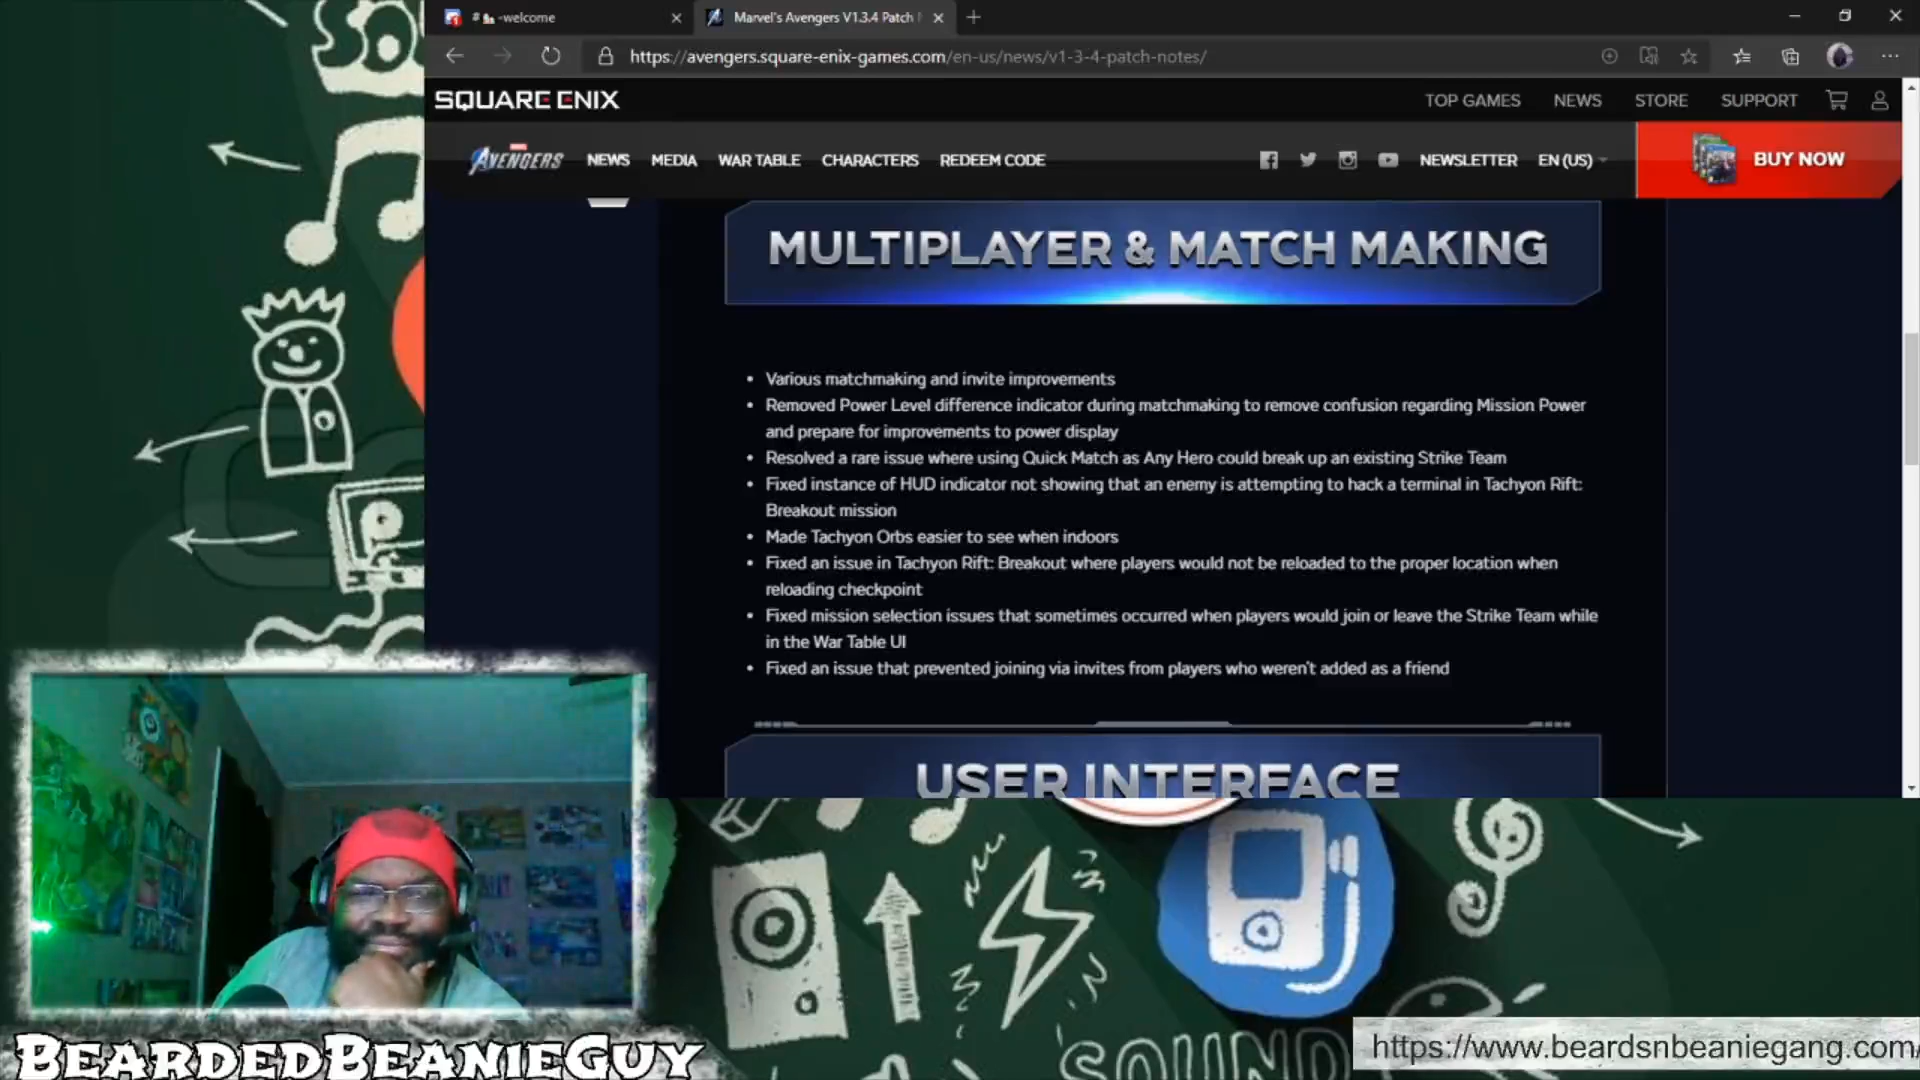 # -welcome
Marvel's Avengers V1.3.4 Patch
https://avengers.square-enix-games.com/en-us/news/v1-3-4-patch-notes/
SQUARE ENIX
TOP GAMES NEWS STORE SUPPORT
MARVEL
AVENGERS
NEWS MEDIA WAR TABLE CHARACTERS REDEEM CODE
NEWSLETTER EN (US)
BUY NOW
MULTIPLAYER & MATCH MAKING
• Various matchmaking and invite improvements
• Removed Power Level difference indicator during matchmaking to remove confusion regarding Mission Power
and prepare for improvements to power display
• Resolved a rare issue where using Quick Match as Any Hero could break up an existing Strike Team
• Fixed instance of HUD indicator not showing that an enemy is attempting to hack a terminal in Tachyon Rift:
Breakout mission
• Made Tachyon Orbs easier to see when indoors
• Fixed an issue in Tachyon Rift: Breakout where players would not be reloaded to the proper location when
reloading checkpoint
• Fixed mission selection issues that sometimes occurred when players would join or leave the Strike Team while
in the War Table UI
• Fixed an issue that prevented joining via invites from players who weren't added as a friend
USER INTERFACE
SOUND
BEARDEDBEANIEGUY
https://www.beardsnbeaniegang.com/